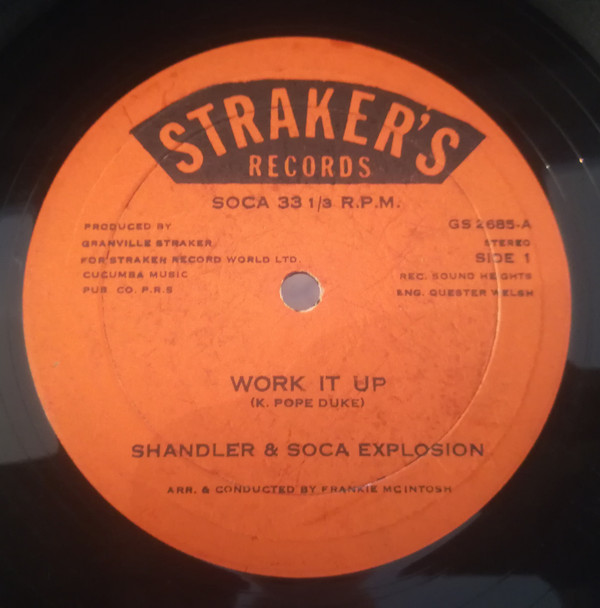 STRAKER'S
RECORDS
SOCA 33 1/3 R.P.M.
PRODUCED BY
GRANVILLE STRAKER
FOR STRAKEN RECORD WORLD LTD.
CUCUMBA MUSIC
PUB CO. P.R.S
GS 2685-A
STEREO
SIDE 1
REC. SOUND HEIGHTS
ENG. QUESTER WELSH
WORK IT UP
(K. POPE DUKE)
SHANDLER & SOCA EXPLOSION
ARR. & CONDUCTED BY FRANKIE MCINTOSH